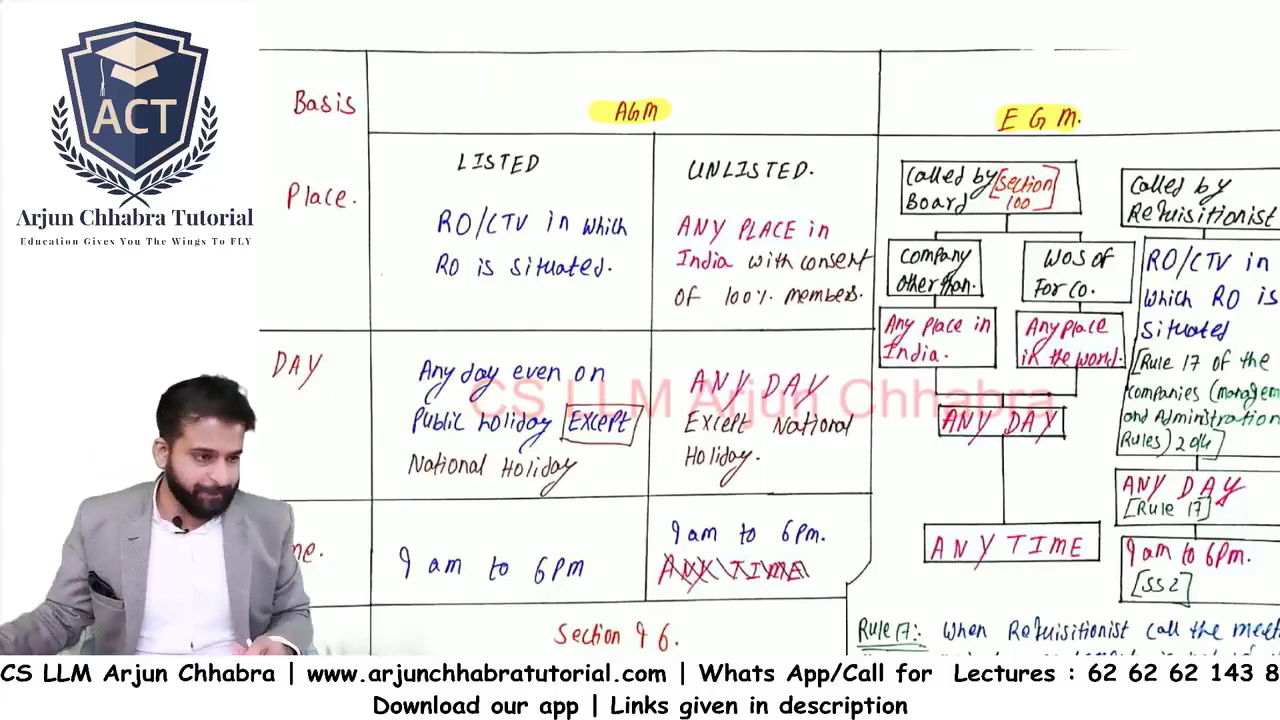 ACT
Arjun Chhabra Tutorial
Education Gives You The Wings To FLY
Basis
AGM
EGM.
Place.
LISTED
RO/CTV in which
RO is situated.
UNLISTED.
ANY PLACE in
India with consent
OF 100% members.
Called by [Section
Board 100]
Called by
Requisitionist
Company
Other than.
WOS of
For Co.
Any place in
India.
Any place
in the world.
RO/CTV in
which RO is
situated
[Rule 17 of the
companies (managem
and Administration
Rules) 2014]
DAY
Any day even on
Public holiday EXCEPT
National Holiday
ANY DAY
Except National
Holiday.
ANY DAY
ANY DAY
[Rule 17]
CS LLM Arjun Chhabra
me.
9 am to 6Pm
9 am to 6Pm.
ANY TIME
ANY TIME
9am to 6Pm.
[SS2]
Section 96.
Rule 17:- When Requisitionist call the meet
CS LLM Arjun Chhabra | www.arjunchhabratutorial.com | Whats App/Call for Lectures : 62 62 62 143 8
Download our app | Links given in description